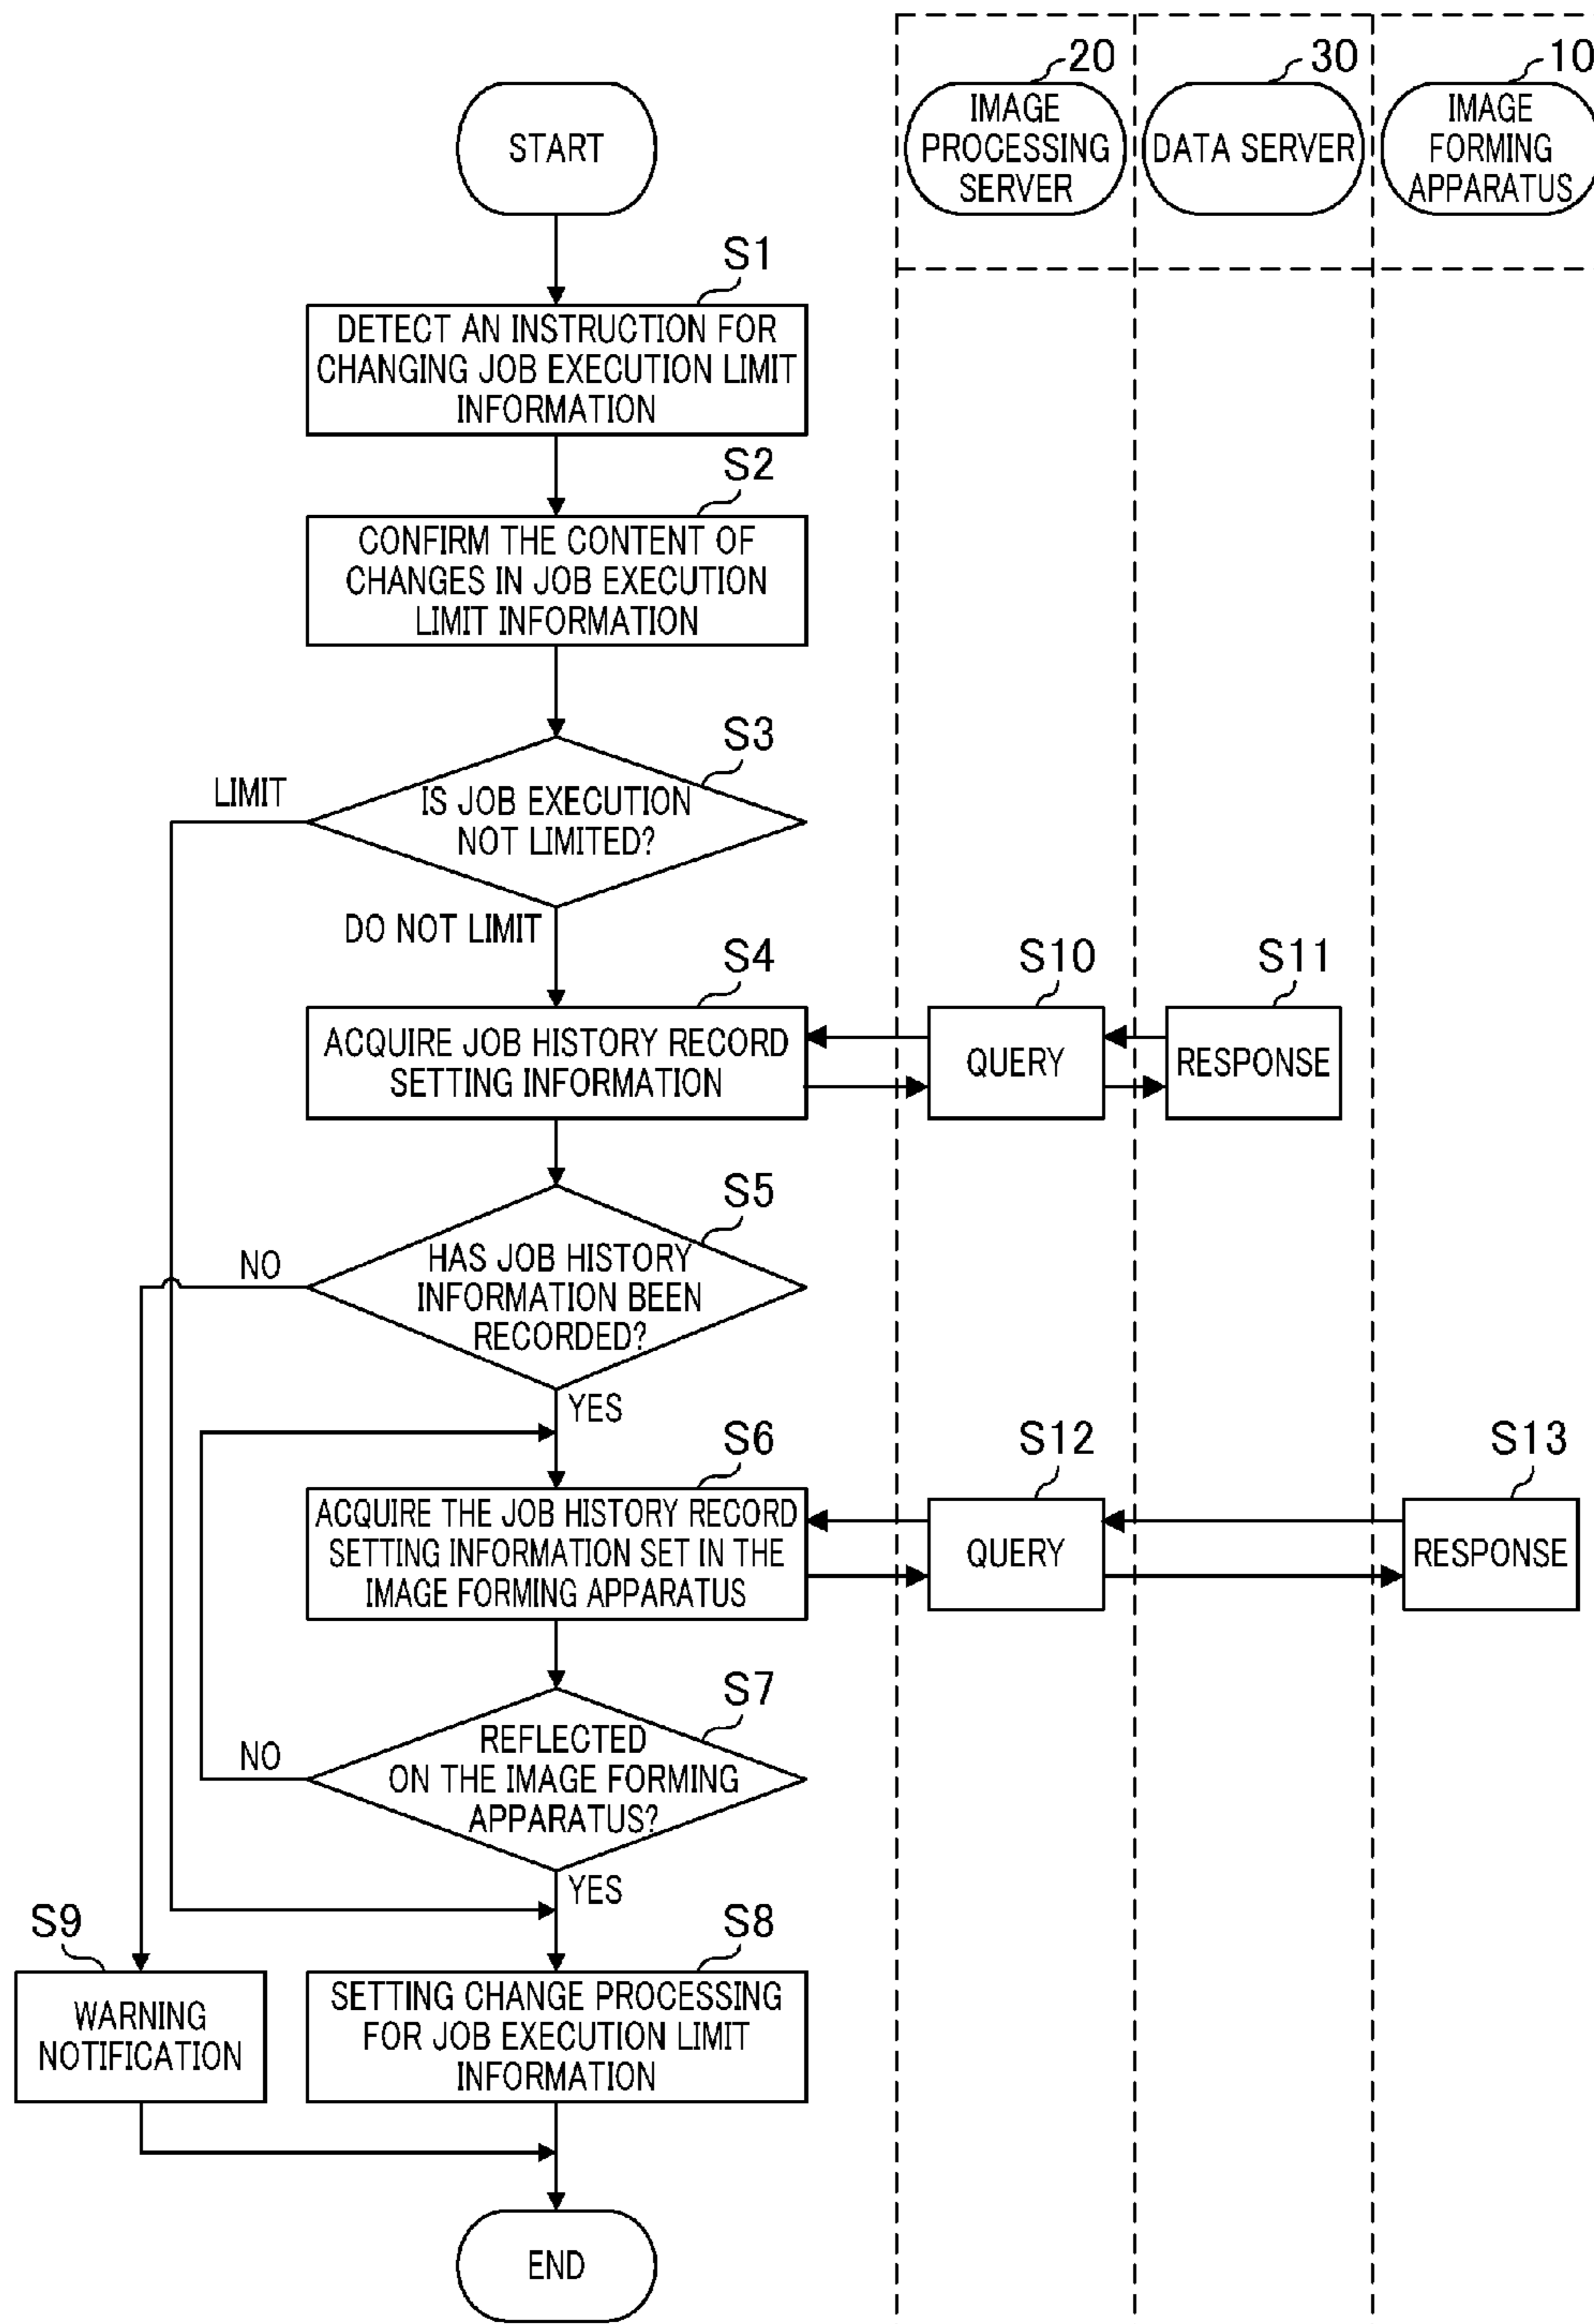 20
30
10
START
IMAGE
PROCESSING
SERVER
DATA SERVER
IMAGE
FORMING
APPARATUS
S1
DETECT AN INSTRUCTION FOR
CHANGING JOB EXECUTION LIMIT
INFORMATION
S2
CONFIRM THE CONTENT OF
CHANGES IN JOB EXECUTION
LIMIT INFORMATION
S3
LIMIT
IS JOB EXECUTION
NOT LIMITED?
DO NOT LIMIT
S4
S10
S11
ACQUIRE JOB HISTORY RECORD
SETTING INFORMATION
QUERY
RESPONSE
S5
NO
HAS JOB HISTORY
INFORMATION BEEN
RECORDED?
YES
S6
S12
S13
ACQUIRE THE JOB HISTORY RECORD
SETTING INFORMATION SET IN THE
IMAGE FORMING APPARATUS
QUERY
RESPONSE
S7
NO
REFLECTED
ON THE IMAGE FORMING
APPARATUS?
YES
S9
S8
WARNING
NOTIFICATION
SETTING CHANGE PROCESSING
FOR JOB EXECUTION LIMIT
INFORMATION
END